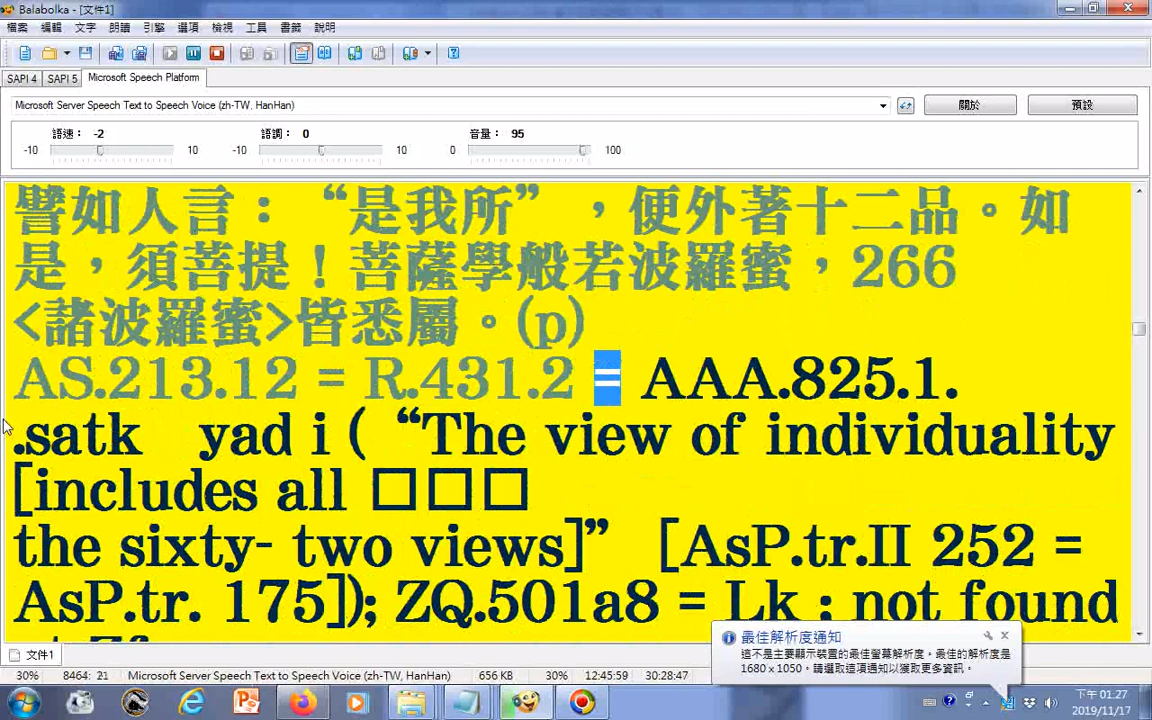 Balabolka - [文件1]
檔案 編輯 文字 朗讀 引擎 選項 檢視 工具 書籤 說明
SAPI 4 SAPI 5 Microsoft Speech Platform
Microsoft Server Speech Text to Speech Voice (zh-TW, HanHan) 關於 預設
語速： -2 語調： 0 音量： 95
-10 10 -10 10 0 100
譬如人言：“是我所”，便外著十二品。如
是，須菩提！菩薩學般若波羅蜜，266
<諸波羅蜜>皆悉屬。(p)
AS.213.12 = R.431.2 = AAA.825.1.
.satk yad i (“The view of individuality
[includes all □□□
the sixty- two views]” [AsP.tr.II 252 =
AsP.tr. 175]); ZQ.501a8 = Lk ; not found
最佳解析度通知
這不是主要顯示裝置的最佳螢幕解析度。最佳的解析度是
1680 x 1050。請選取這項通知以獲取更多資訊。
文件1
30% 8464: 21 Microsoft Server Speech Text to Speech Voice (zh-TW, HanHan) 656 KB 30% 12:45:59 30:28:47
下午 01:27
2019/11/17